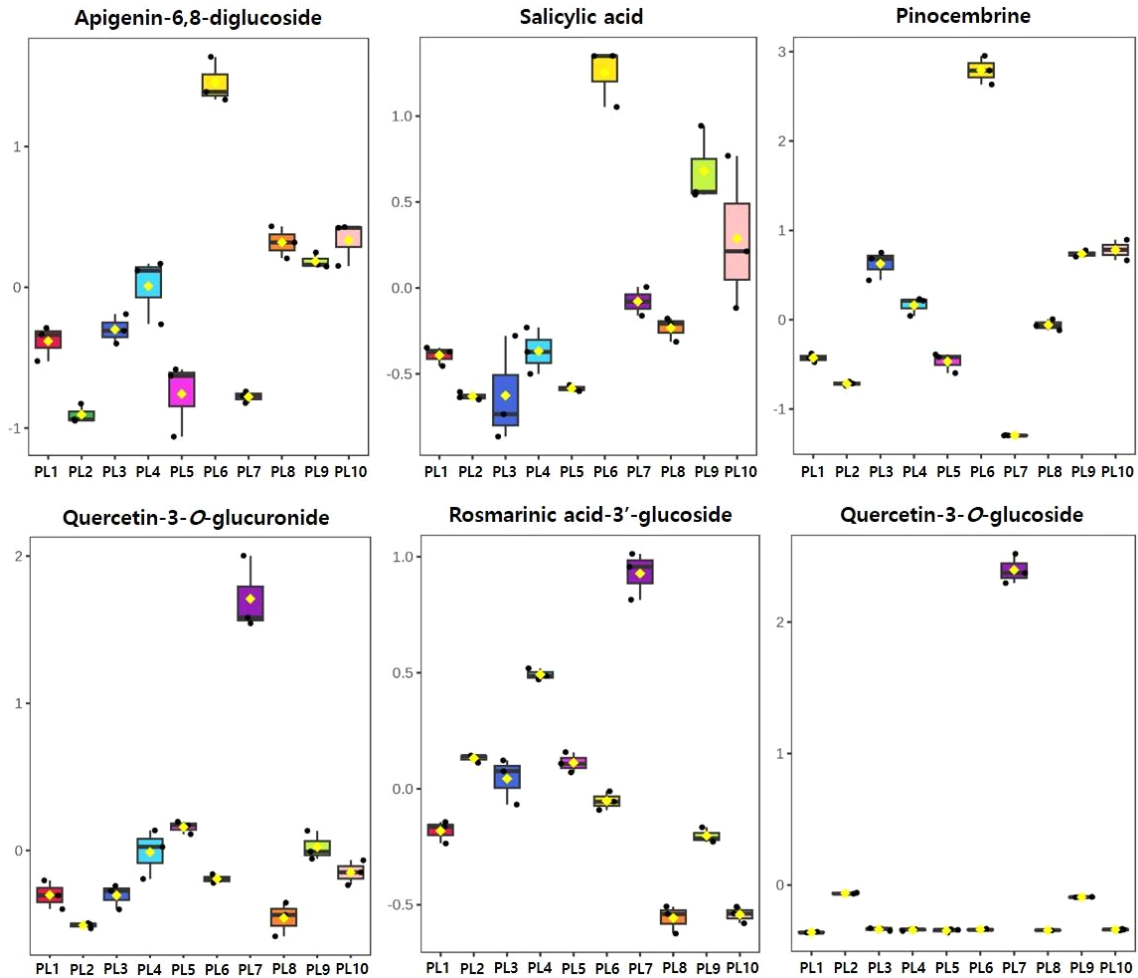 Apigenin-6,8-diglucoside
1
0
-1
PL1 PL2 PL3 PL4 PL5 PL6 PL7 PL8 PL9 PL10
Salicylic acid
1.0
0.5
0.0
-0.5
PL1 PL2 PL3 PL4 PL5 PL6 PL7 PL8 PL9 PL10
Pinocembrine
3
2
1
0
-1
PL1 PL2 PL3 PL4 PL5 PL6 PL7 PL8 PL9 PL10
Quercetin-3-O-glucuronide
2
1
0
PL1 PL2 PL3 PL4 PL5 PL6 PL7 PL8 PL9 PL10
Rosmarinic acid-3′-glucoside
1.0
0.5
0.0
-0.5
PL1 PL2 PL3 PL4 PL5 PL6 PL7 PL8 PL9 PL10
Quercetin-3-O-glucoside
2
1
0
PL1 PL2 PL3 PL4 PL5 PL6 PL7 PL8 PL9 PL10